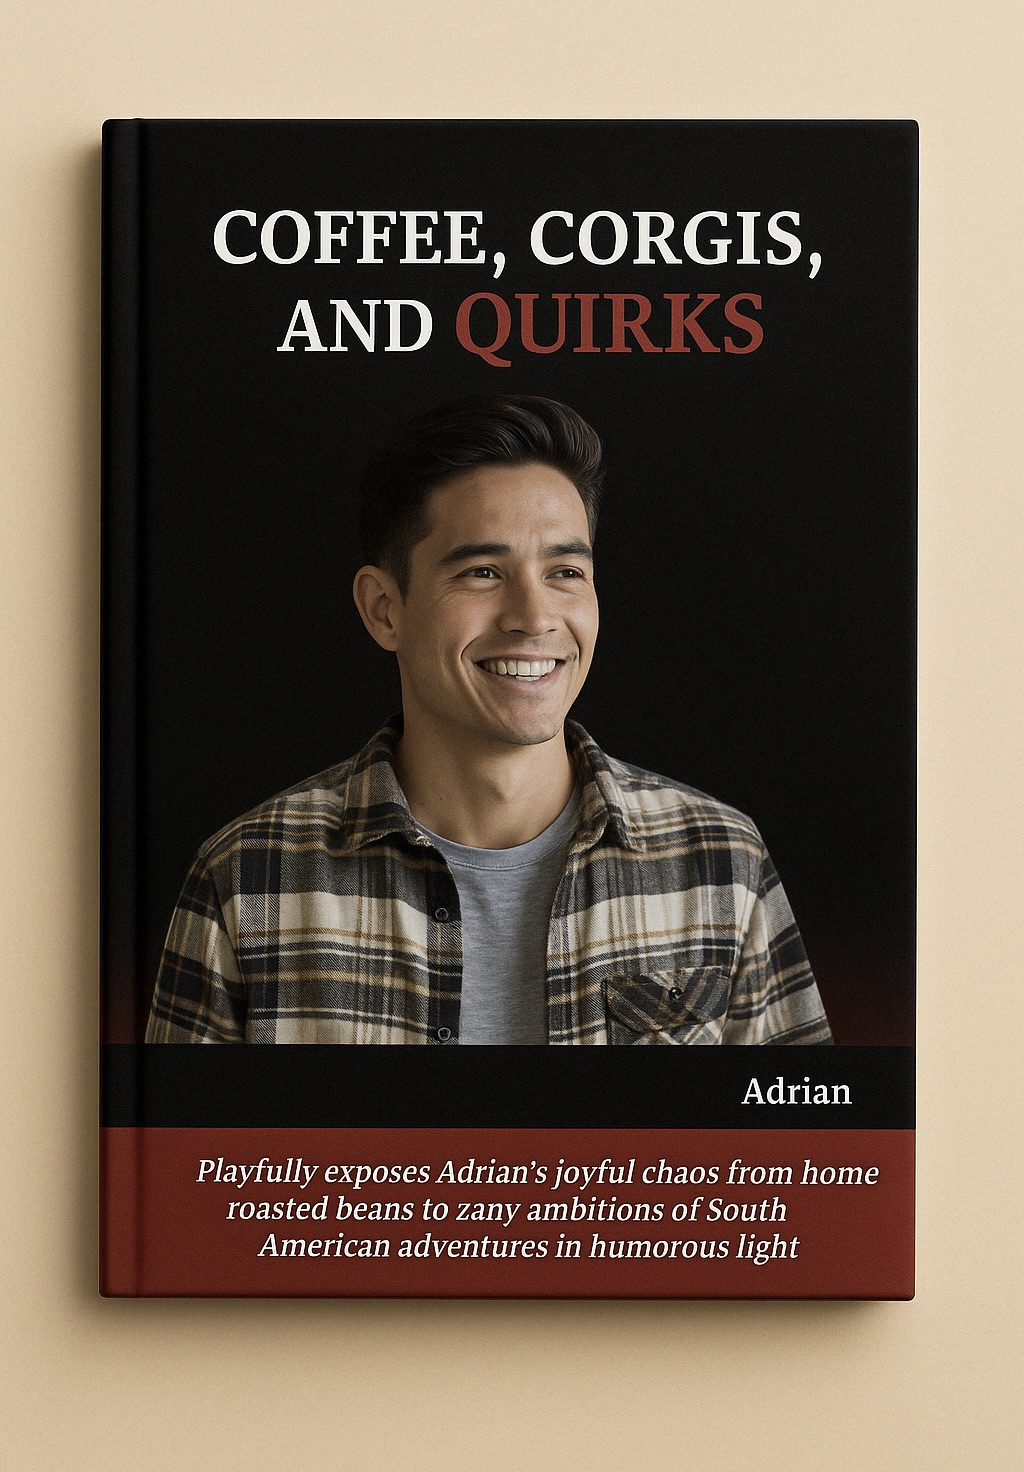 COFFEE, CORGIS,
AND QUIRKS
Adrian
Playfully exposes Adrian's joyful chaos from home
roasted beans to zany ambitions of South
American adventures in humorous light